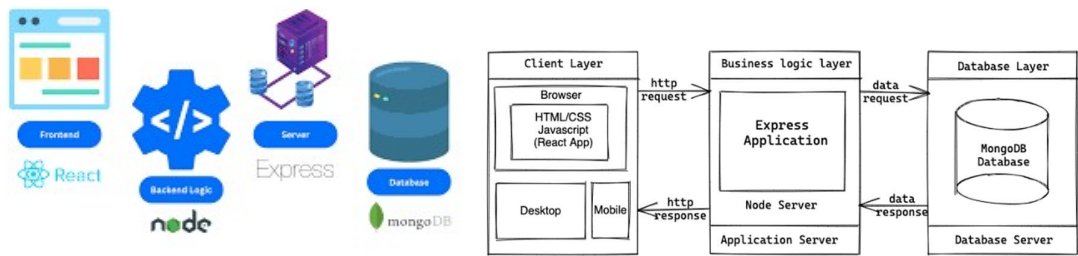 Frontend
React
</>
Backend Logic
node
Server
Express
Database
mongoDB
Client Layer
Browser
HTML/CSS
Javascript
(React App)
Desktop
Mobile
http
request
http
response
Business logic layer
Express
Application
Node Server
Application Server
data
request
data
response
Database Layer
MongoDB
Database
Database Server